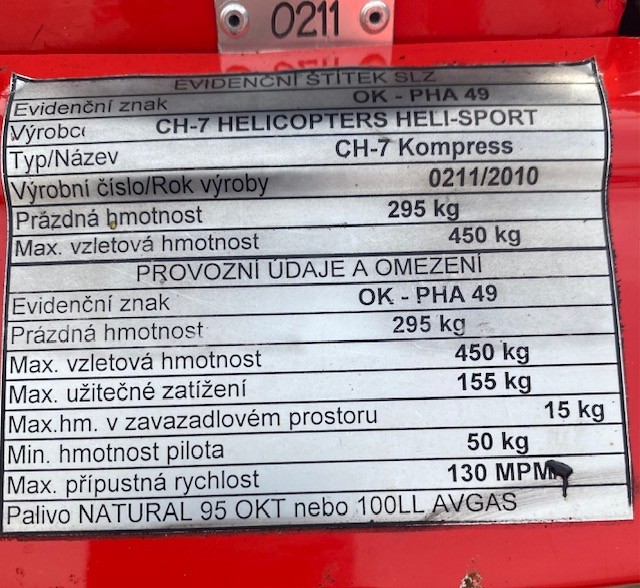 0211
EVIDENČNÍ ŠTÍTEK SLZ
Evidenční znak OK - PHA 49
Výrobce CH-7 HELICOPTERS HELI-SPORT
Typ/Název CH-7 Kompress
Výrobní číslo/Rok výroby 0211/2010
Prázdná hmotnost 295 kg
Max. vzletová hmotnost 450 kg
PROVOZNÍ ÚDAJE A OMEZENÍ
Evidenční znak OK - PHA 49
Prázdná hmotnost 295 kg
Max. vzletová hmotnost 450 kg
Max. užitečné zatížení 155 kg
Max.hm. v zavazadlovém prostoru 15 kg
Min. hmotnost pilota 50 kg
Max. přípustná rychlost 130 MPM
Palivo NATURAL 95 OKT nebo 100LL AVGAS